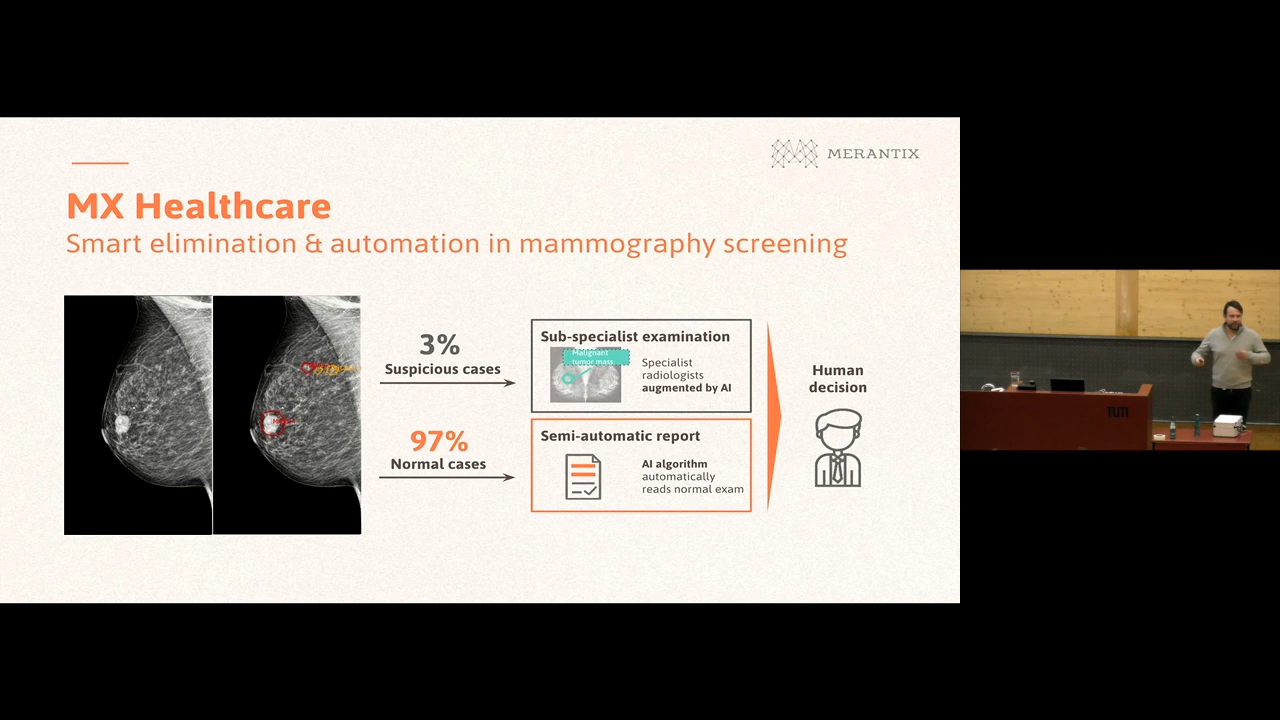 MERANTIX
MX Healthcare
Smart elimination & automation in mammography screening
3%
Suspicious cases
97%
Normal cases
Sub-specialist examination
Malignant
tumor mass
Specialist
radiologists
augmented by AI
Semi-automatic report
AI algorithm
automatically
reads normal exam
Human
decision
TUM